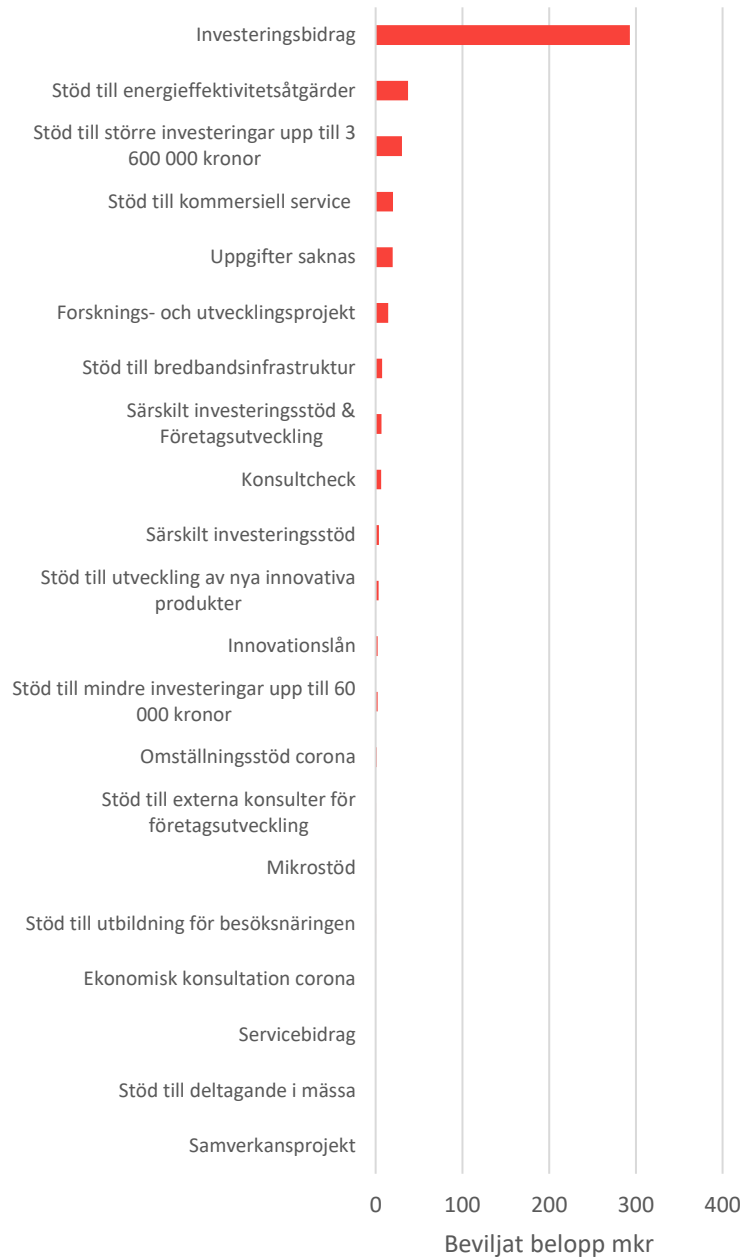 Investeringsbidrag
Stöd till energieffektivitetsåtgärder
Stöd till större investeringar upp till 3
600 000 kronor
Stöd till kommersiell service
Uppgifter saknas
Forsknings- och utvecklingsprojekt
Stöd till bredbandsinfrastruktur
Särskilt investeringsstöd &
Företagsutveckling
Konsultcheck
Särskilt investeringsstöd
Stöd till utveckling av nya innovativa
produkter
Innovationslån
Stöd till mindre investeringar upp till 60
000 kronor
Omställningsstöd corona
Stöd till externa konsulter för
företagsutveckling
Mikrostöd
Stöd till utbildning för besöksnäringen
Ekonomisk konsultation corona
Servicebidrag
Stöd till deltagande i mässa
Samverkansprojekt
0 100 200 300 400
Beviljat belopp mkr